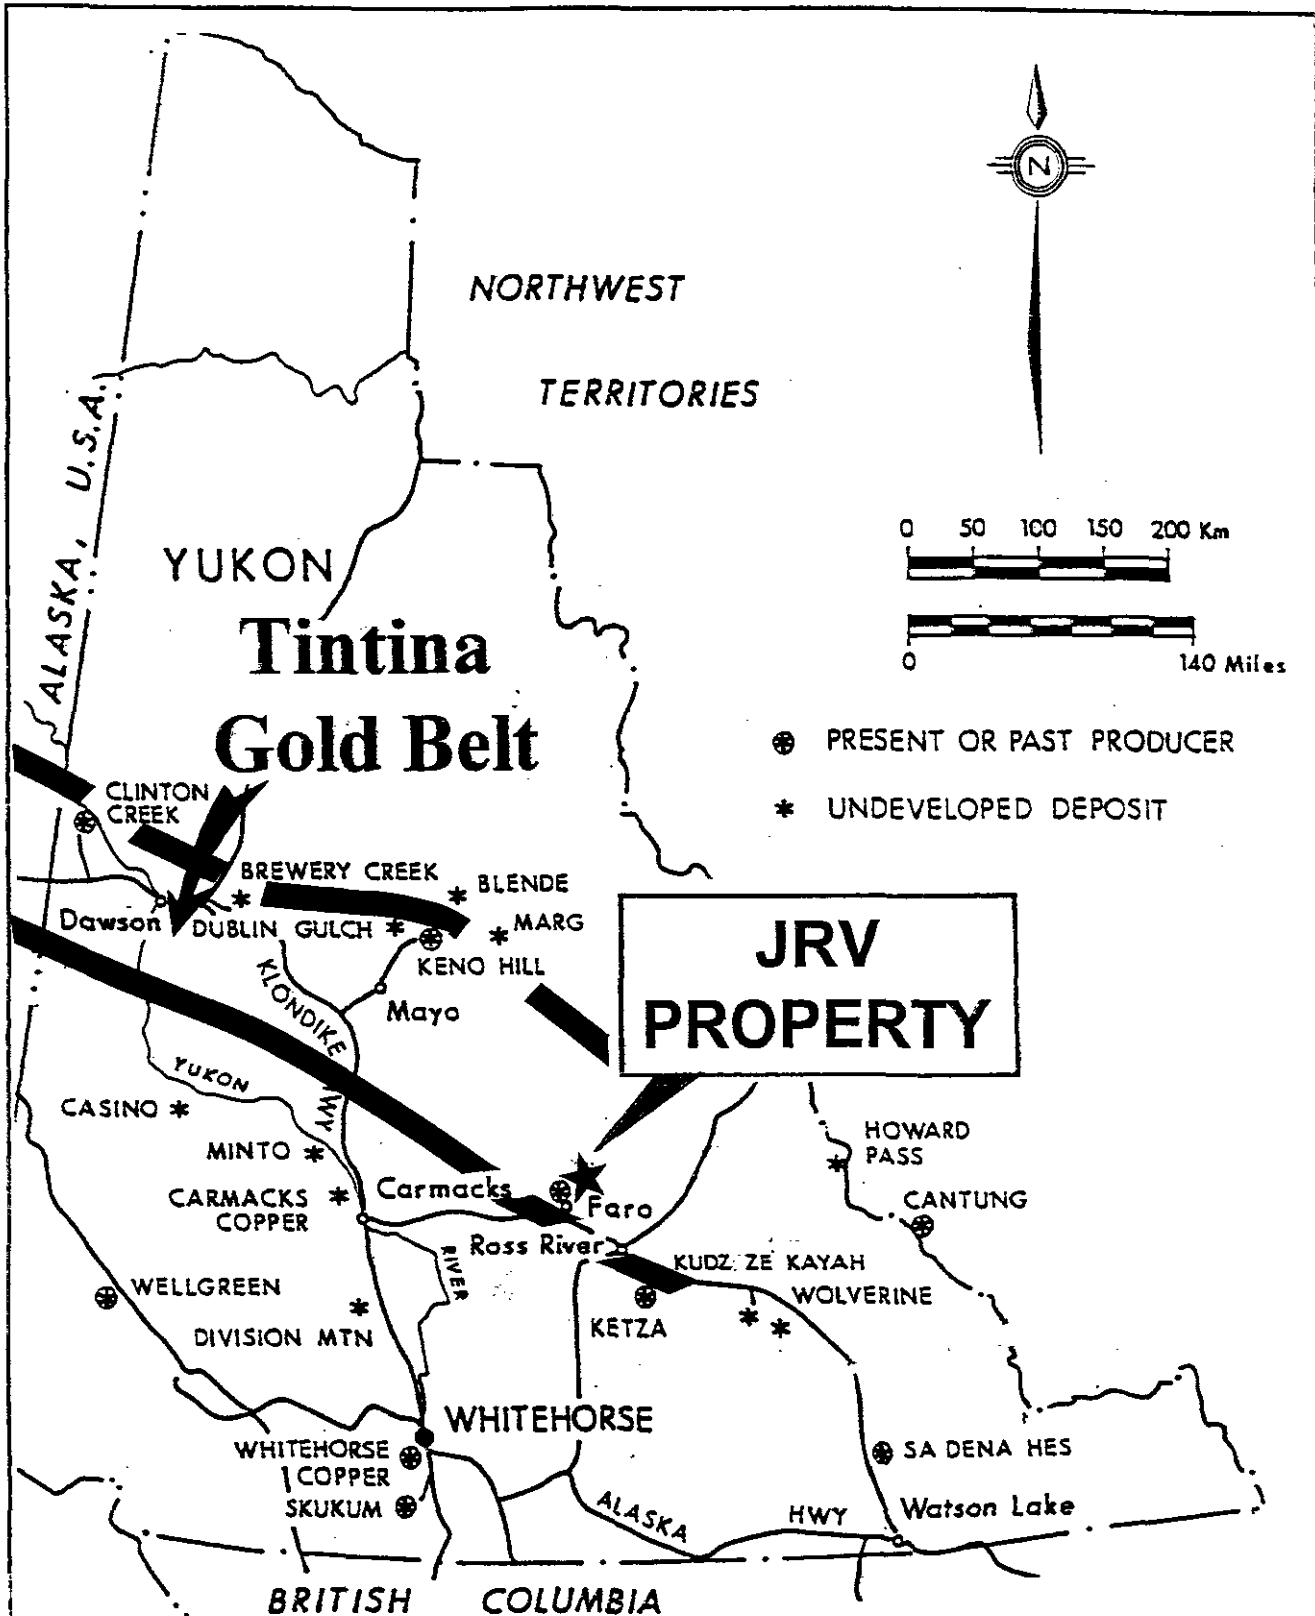 N
NORTHWEST
TERRITORIES
ALASKA, U.S.A.
YUKON
0 50 100 150 200 Km
0 140 Miles
Tintina
Gold Belt
PRESENT OR PAST PRODUCER
UNDEVELOPED DEPOSIT
CLINTON
CREEK
BREWERY CREEK
BLENDE
Dawson
DUBLIN GULCH
MARG
KENO HILL
Mayo
KLONDIKE
HWY
JRV
PROPERTY
YUKON
RIVER
CASINO
MINTO
CARMACKS
COPPER
Carmacks
Faro
Ross River
HOWARD
PASS
CANTUNG
KUDZ ZE KAYAH
WOLVERINE
KETZA
WELLGREEN
DIVISION MTN
WHITEHORSE
WHITEHORSE
COPPER
SKUKUM
SA DENA HES
Watson Lake
ALASKA HWY
BRITISH COLUMBIA